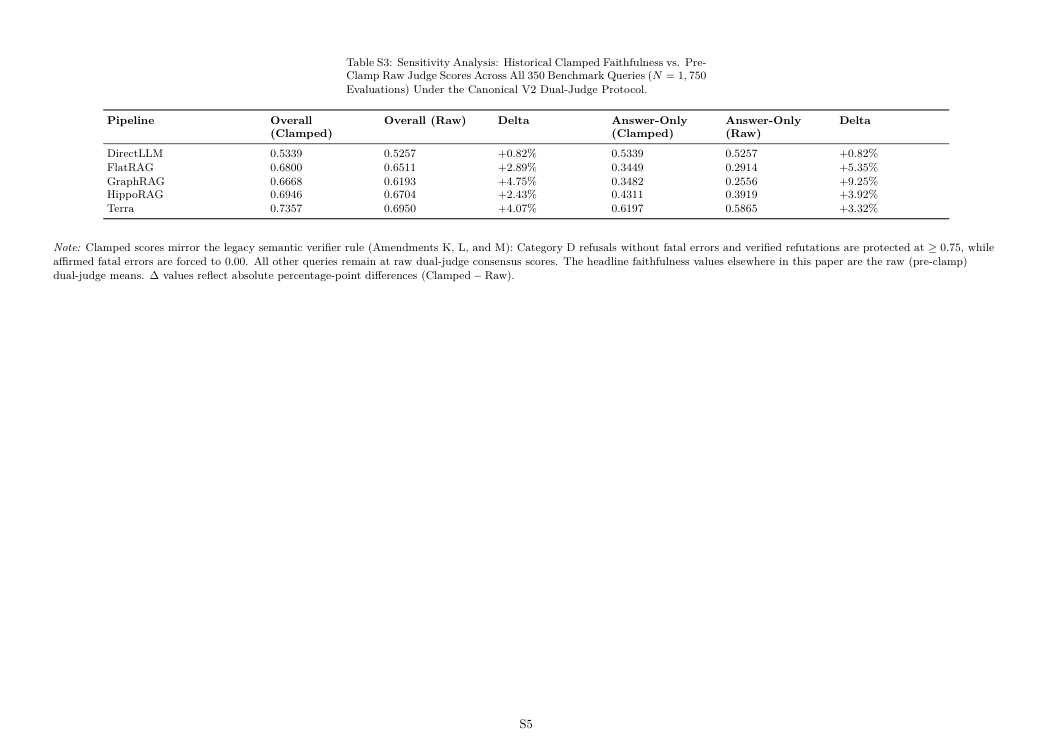 Table S3: Sensitivity Analysis: Historical Clamped Faithfulness vs. Pre-
Clamp Raw Judge Scores Across All 350 Benchmark Queries (N = 1,750
Evaluations) Under the Canonical V2 Dual-Judge Protocol.
Pipeline Overall (Clamped) Overall (Raw) Delta Answer-Only (Clamped) Answer-Only (Raw) Delta
DirectLLM 0.5339 0.5257 +0.82% 0.5339 0.5257 +0.82%
FlatRAG 0.6800 0.6511 +2.89% 0.3449 0.2914 +5.35%
GraphRAG 0.6668 0.6193 +4.75% 0.3482 0.2556 +9.25%
HippoRAG 0.6946 0.6704 +2.43% 0.4311 0.3919 +3.92%
Terra 0.7357 0.6950 +4.07% 0.6197 0.5865 +3.32%
Note: Clamped scores mirror the legacy semantic verifier rule (Amendments K, L, and M): Category D refusals without fatal errors and verified refutations are protected at ≥ 0.75, while
affirmed fatal errors are forced to 0.00. All other queries remain at raw dual-judge consensus scores. The headline faithfulness values elsewhere in this paper are the raw (pre-clamp)
dual-judge means. Δ values reflect absolute percentage-point differences (Clamped − Raw).
S5